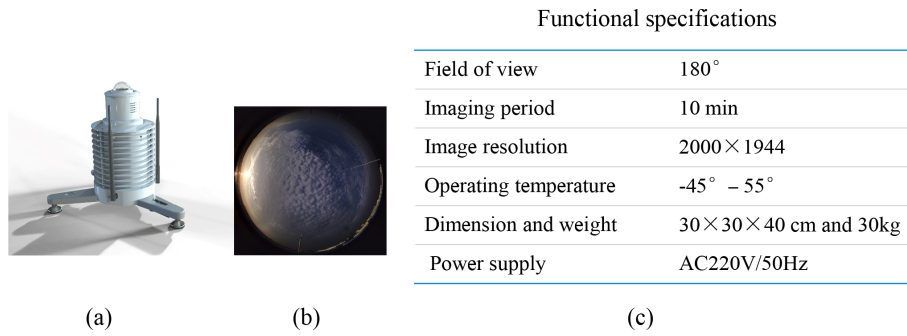 Functional specifications
Field of view 180°
Imaging period 10 min
Image resolution 2000×1944
Operating temperature -45° – 55°
Dimension and weight 30×30×40 cm and 30kg
Power supply AC220V/50Hz
(a) (b) (c)